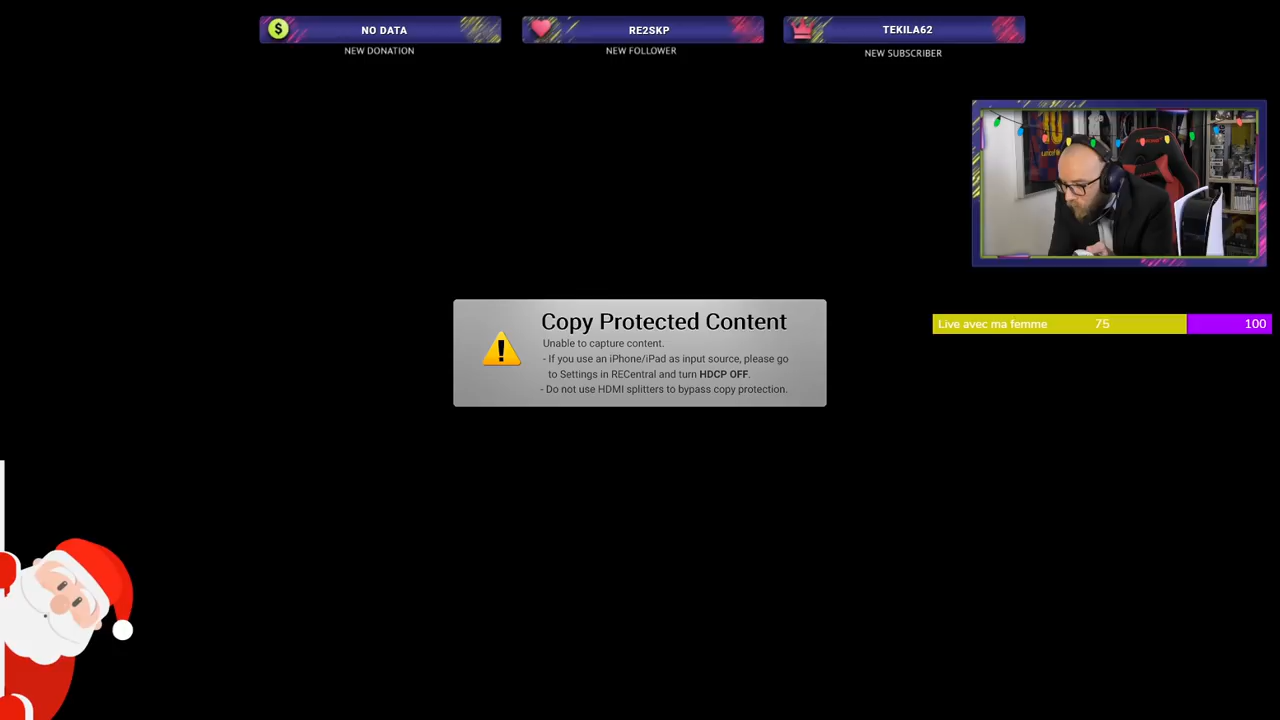 NO DATA
NEW DONATION
RE2SKP
NEW FOLLOWER
TEKILA62
NEW SUBSCRIBER
Copy Protected Content
Unable to capture content.
- If you use an iPhone/iPad as input source, please go
to Settings in RECentral and turn HDCP OFF.
- Do not use HDMI splitters to bypass copy protection.
Live avec ma femme 75 100